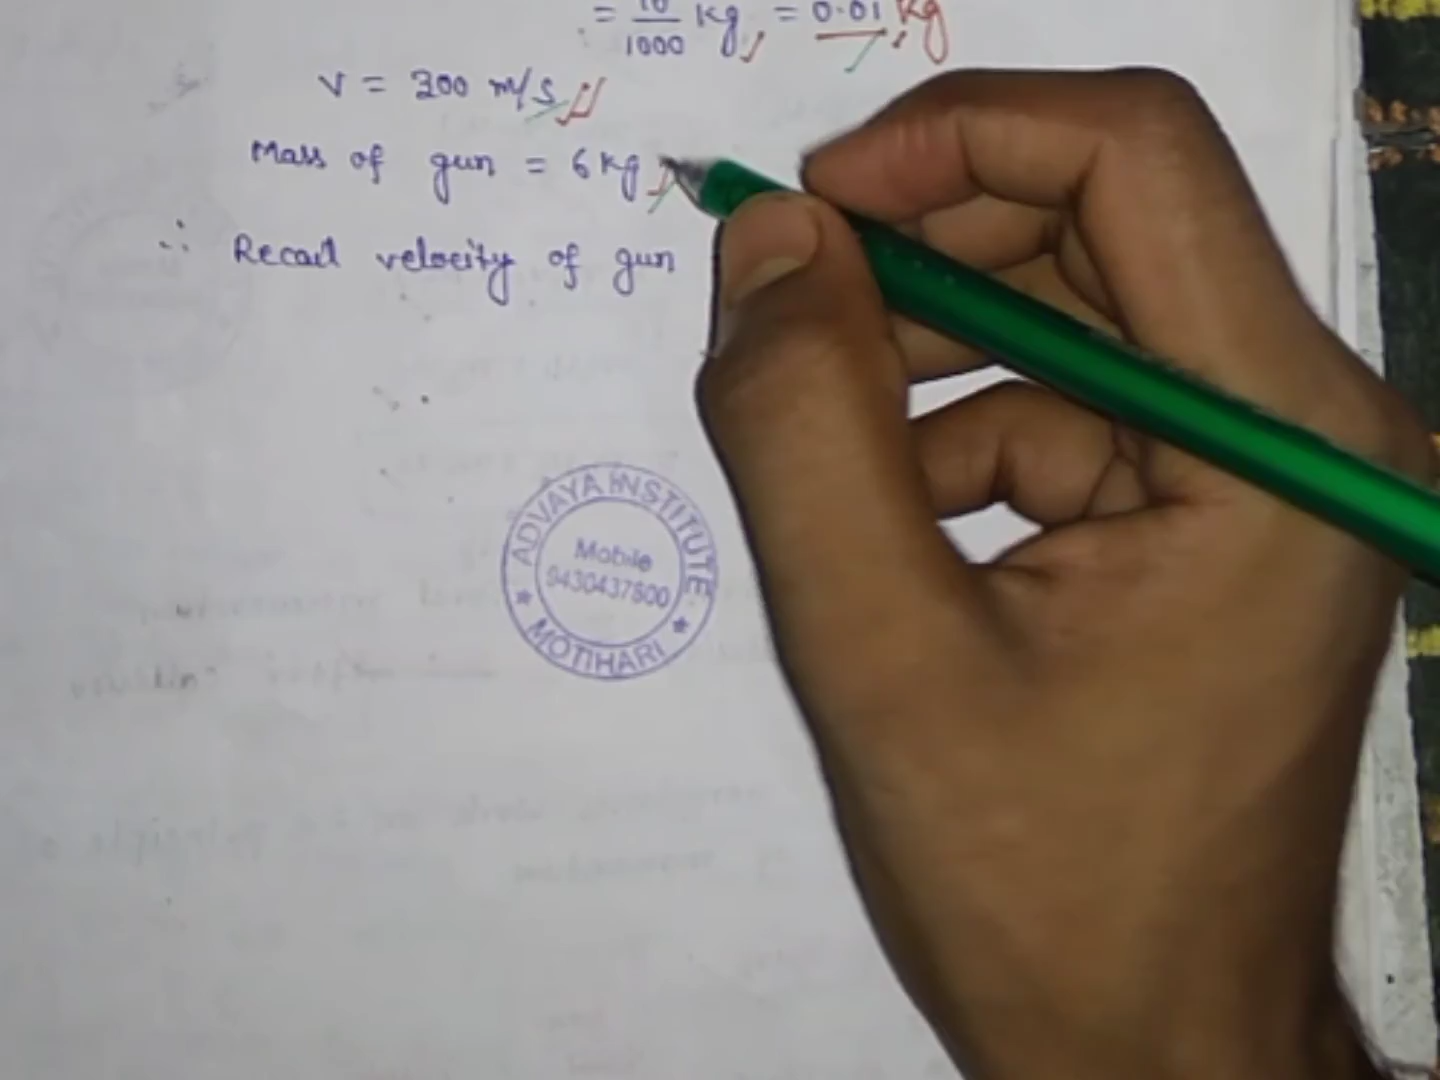 = 10/1000 kg, = 0.01 kg
v = 300 m/s
Mass of gun = 6 kg
∴ Recoil velocity of gun
ADVAYA INSTITUTE
Mobile
9430437800
★ MOTIHARI ★